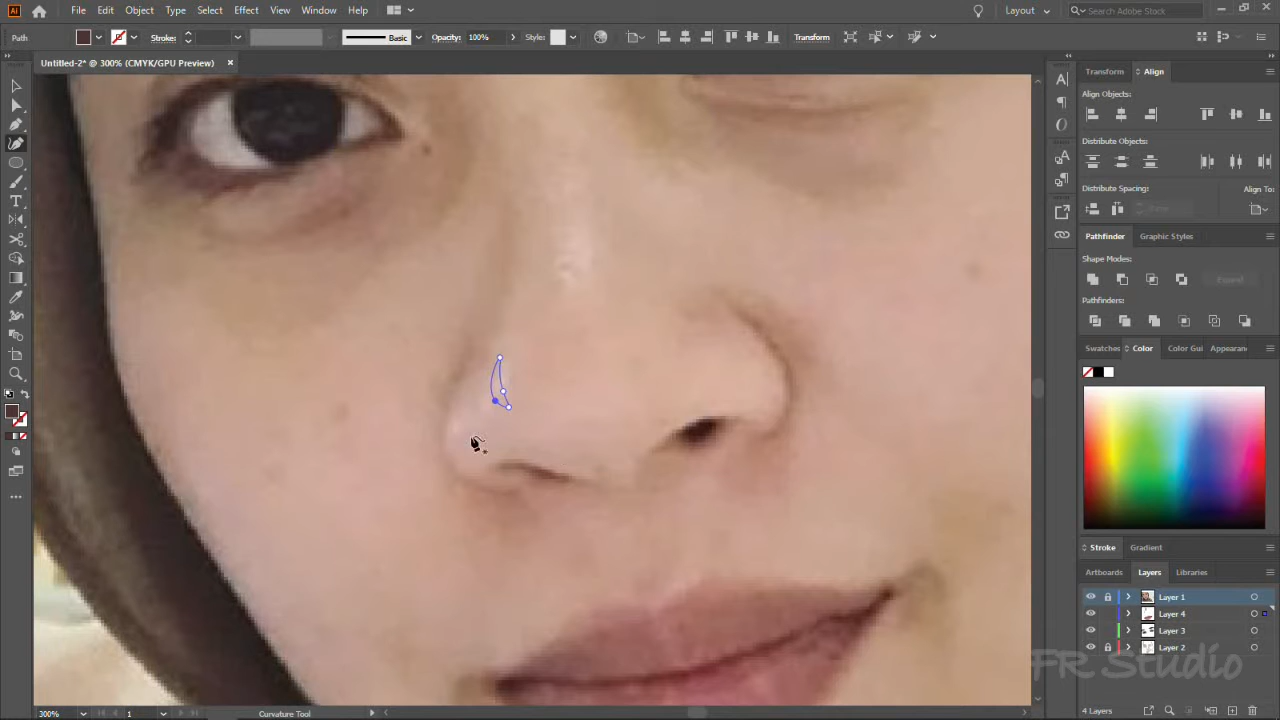 Ai File Edit Object Type Select Effect View Window Help Layout Search Adobe Stock
Path Stroke: Basic Opacity: 100% Style: Transform
Untitled-2* @ 300% (CMYK/GPU Preview)
Transform Align
Align Objects:
Distribute Objects:
Distribute Spacing: Align To:
Pathfinder Graphic Styles
Shape Modes:
Expand
Pathfinders:
Swatches Color Color Gui Appearanc
Stroke Gradient
Artboards Layers Libraries
Layer 1
Layer 4
Layer 3
Layer 2
FR Studio
4 Layers
300% 1 Curvature Tool